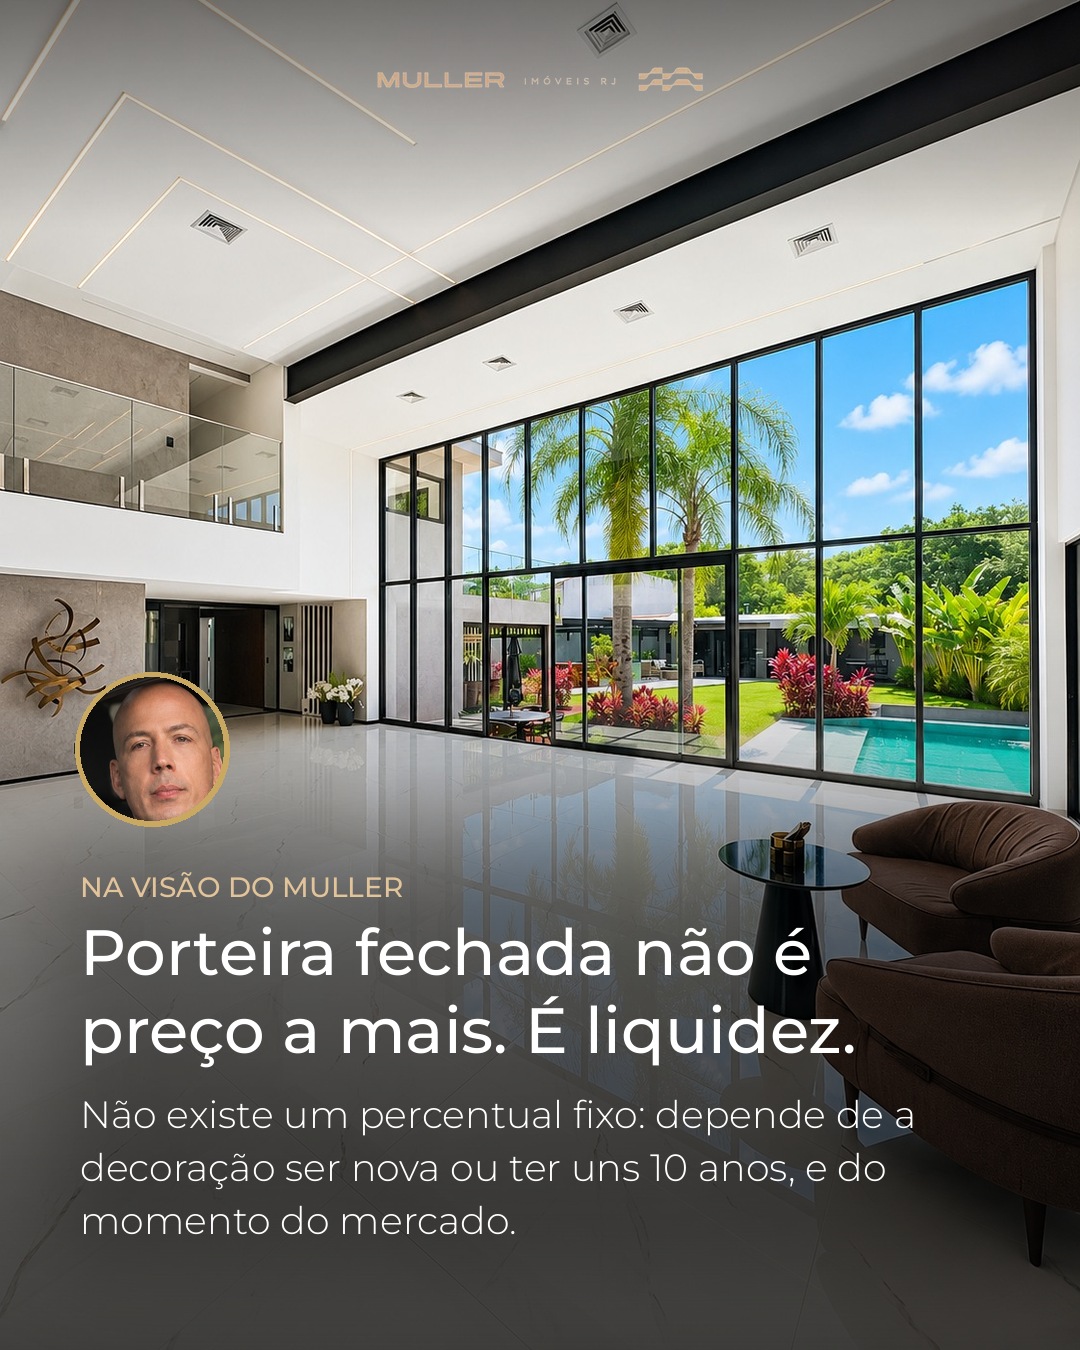 MULLER IMÓVEIS RJ
NA VISÃO DO MULLER
Porteira fechada não é
preço a mais. É liquidez.
Não existe um percentual fixo: depende de a
decoração ser nova ou ter uns 10 anos, e do
momento do mercado.